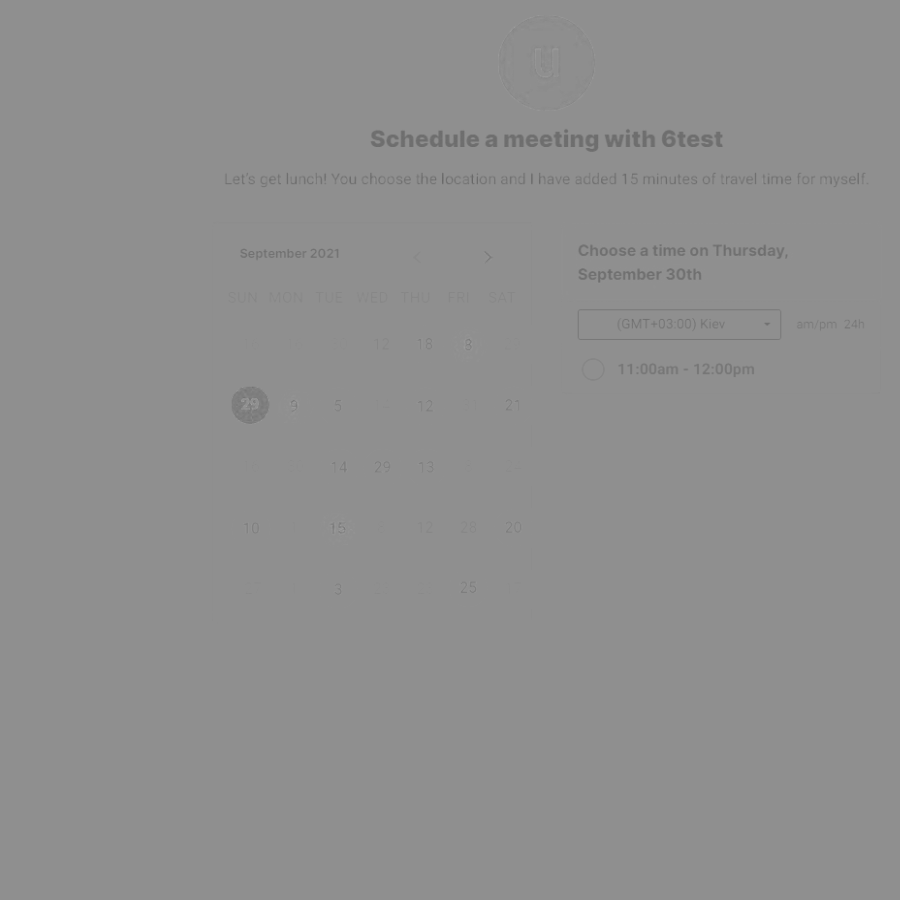 u
Schedule a meeting with 6test
Let's get lunch! You choose the location and I have added 15 minutes of travel time for myself.
September 2021
Choose a time on Thursday,
September 30th
SUN MON TUE WED THU FRI SAT
(GMT+03:00) Kiev
am/pm 24h
12 18 8
11:00am - 12:00pm
29 9 5 12 21
14 29 13
10 15 12 28 20
3 25